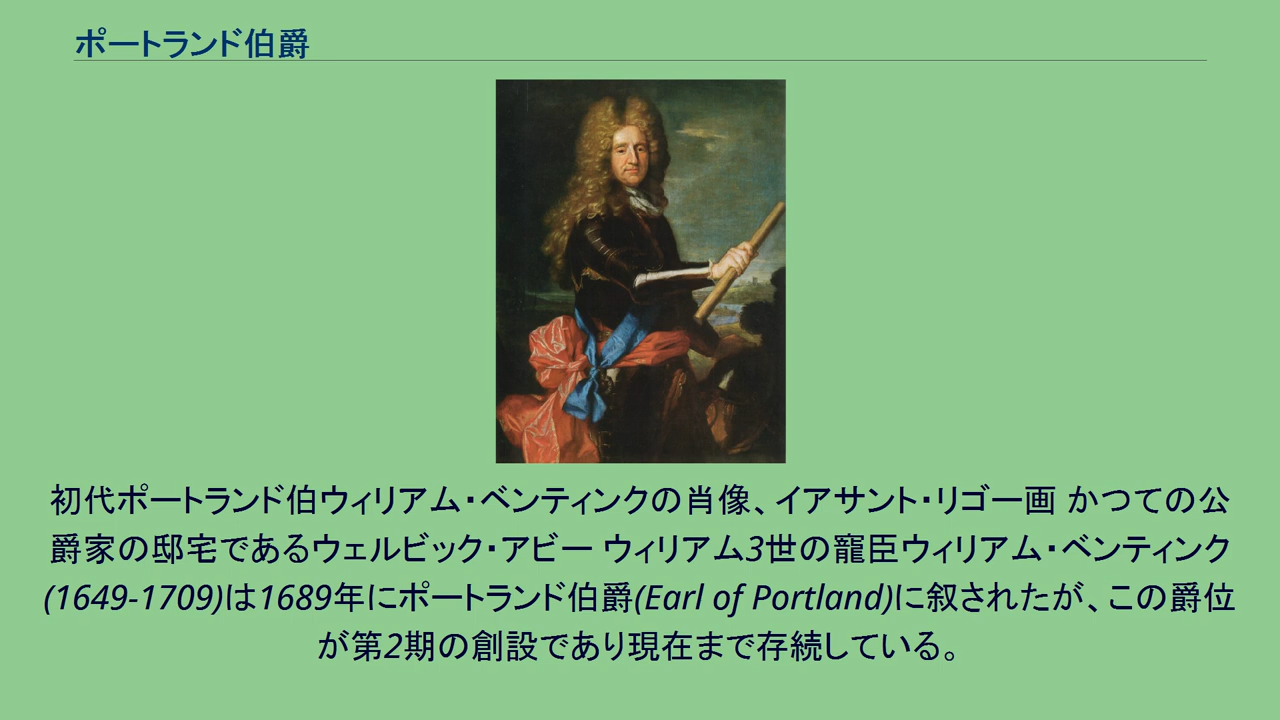 ポートランド伯爵
初代ポートランド伯ウィリアム・ベンティンクの肖像、イアサント・リゴー画 かつての公
爵家の邸宅であるウェルビック・アビー ウィリアム3世の寵臣ウィリアム・ベンティンク
(1649-1709)は1689年にポートランド伯爵(Earl of Portland)に叙されたが、この爵位
が第2期の創設であり現在まで存続している。